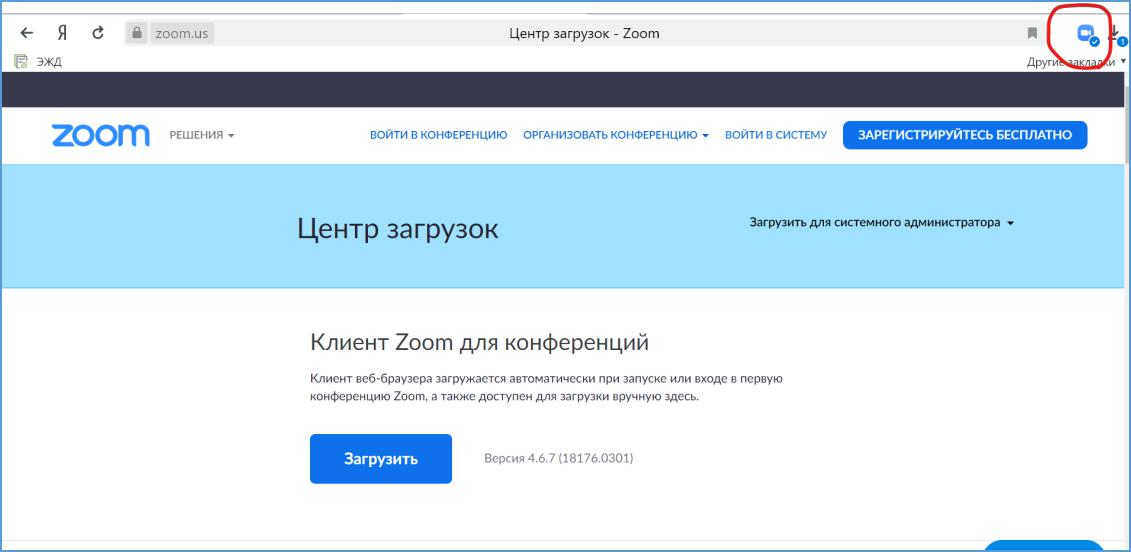 Я zoom.us Центр загрузок - Zoom 1
ЭЖД Другие закладки
zoom РЕШЕНИЯ ВОЙТИ В КОНФЕРЕНЦИЮ ОРГАНИЗОВАТЬ КОНФЕРЕНЦИЮ ВОЙТИ В СИСТЕМУ ЗАРЕГИСТРИРУЙТЕСЬ БЕСПЛАТНО
Центр загрузок Загрузить для системного администратора
Клиент Zoom для конференций
Клиент веб-браузера загружается автоматически при запуске или входе в первую
конференцию Zoom, а также доступен для загрузки вручную здесь.
Загрузить Версия 4.6.7 (18176.0301)